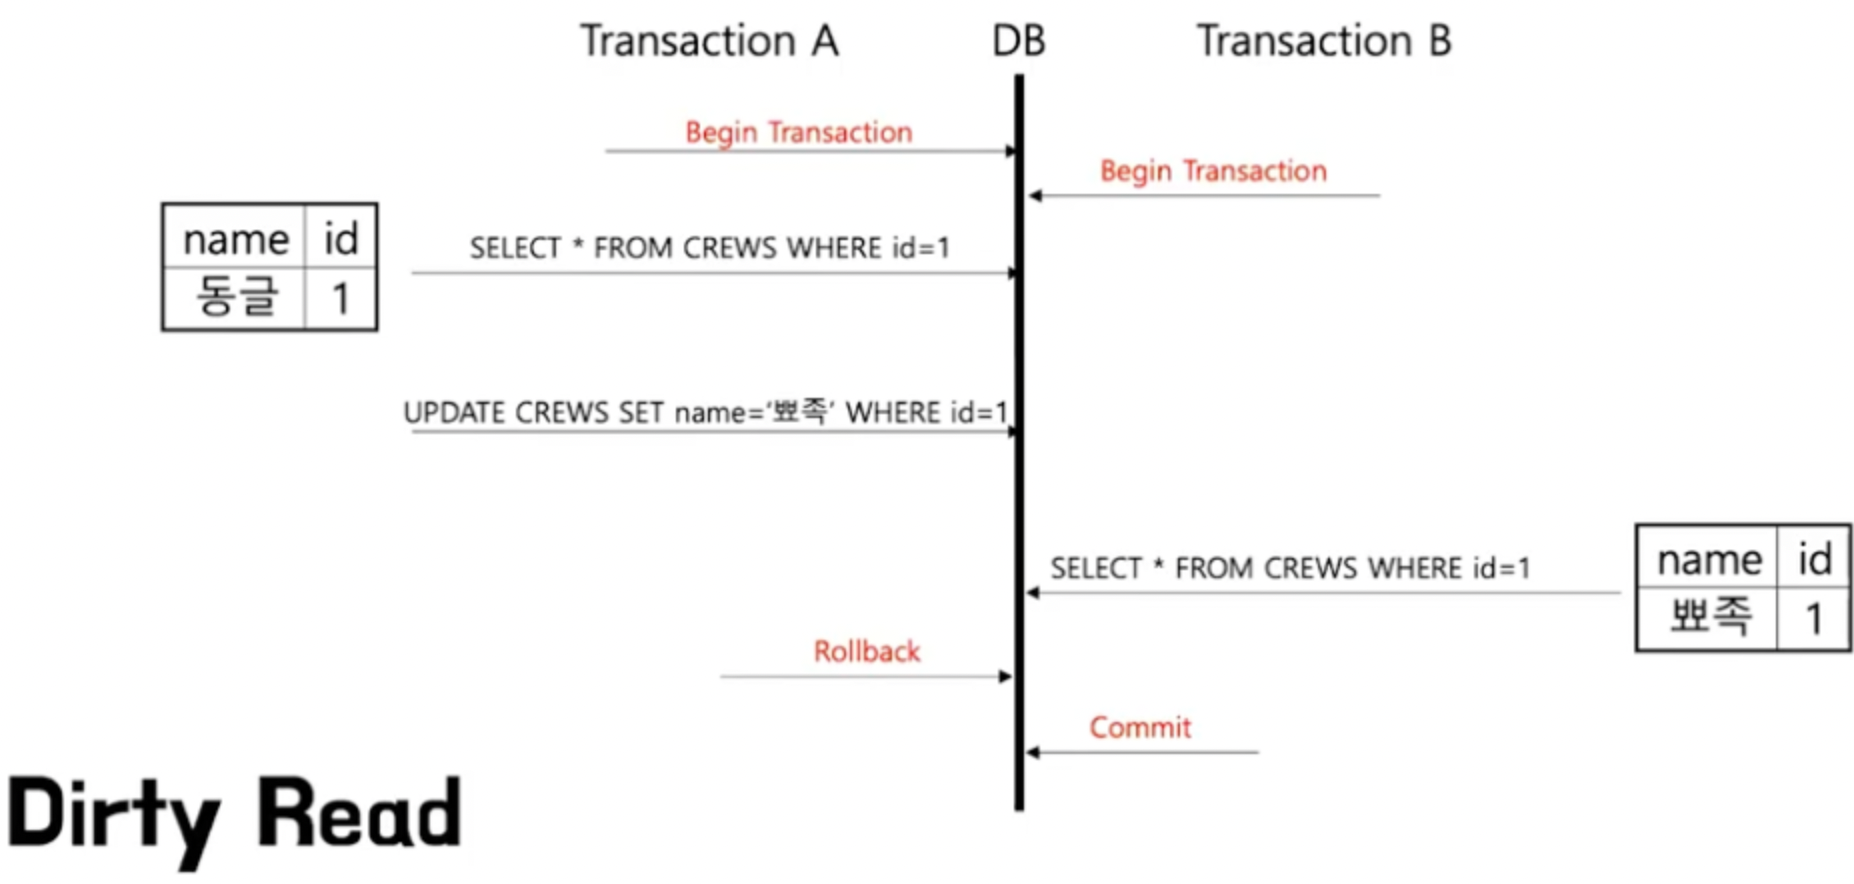 Transaction A DB Transaction B
Begin Transaction
Begin Transaction
name id
동글 1
SELECT * FROM CREWS WHERE id=1
UPDATE CREWS SET name='뾰족' WHERE id=1
SELECT * FROM CREWS WHERE id=1
name id
뾰족 1
Rollback
Commit
Dirty Read